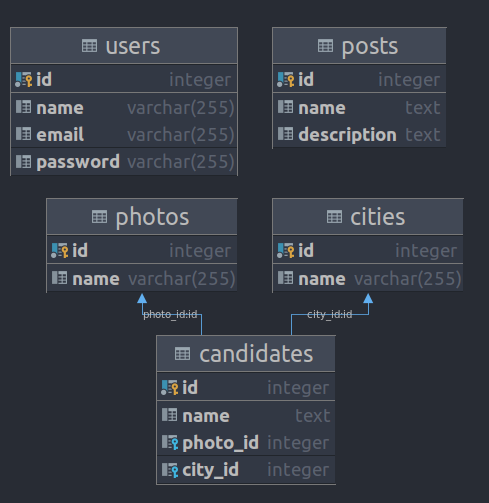 users
id integer
name varchar(255)
email varchar(255)
password varchar(255)
posts
id integer
name text
description text
photos
id integer
name varchar(255)
cities
id integer
name varchar(255)
photo_id:id
city_id:id
candidates
id integer
name text
photo_id integer
city_id integer